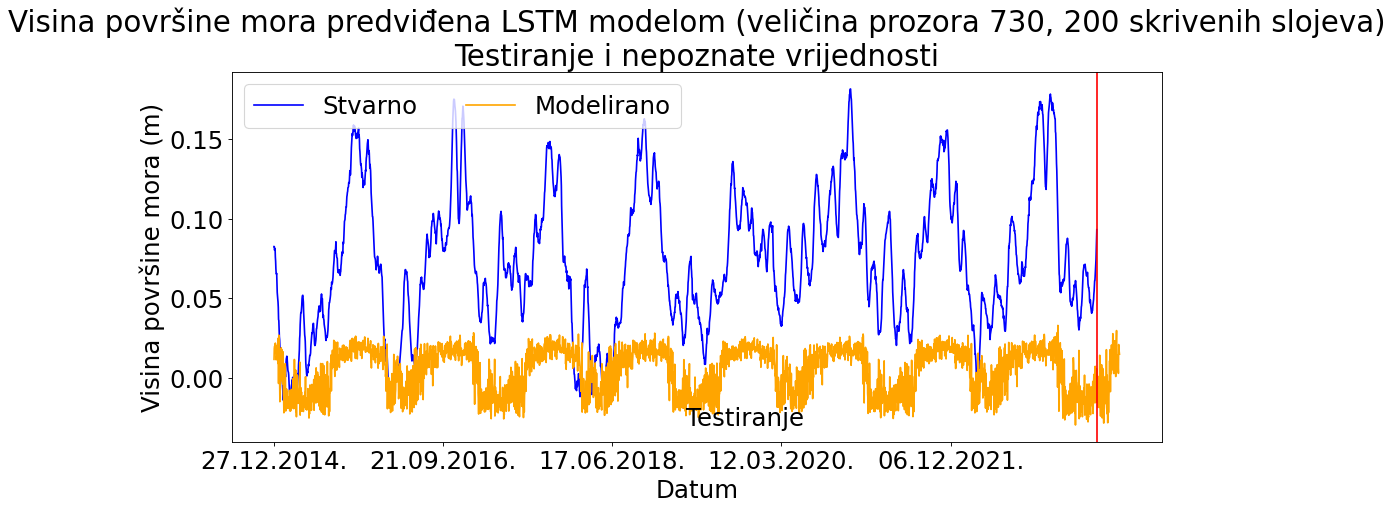 Visina površine mora predviđena LSTM modelom (veličina prozora 730, 200 skrivenih slojeva)
Testiranje i nepoznate vrijednosti
Stvarno
Modelirano
Visina površine mora (m)
0.15
0.10
0.05
0.00
Testiranje
27.12.2014.
21.09.2016.
17.06.2018.
12.03.2020.
06.12.2021.
Datum